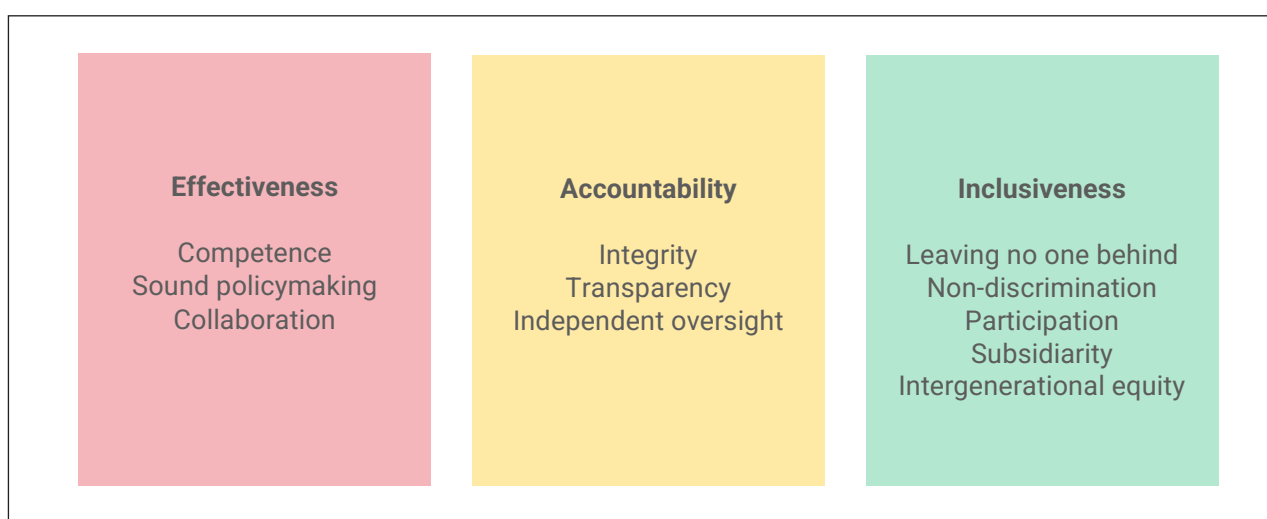 Effectiveness
Competence
Sound policymaking
Collaboration
Accountability
Integrity
Transparency
Independent oversight
Inclusiveness
Leaving no one behind
Non-discrimination
Participation
Subsidiarity
Intergenerational equity